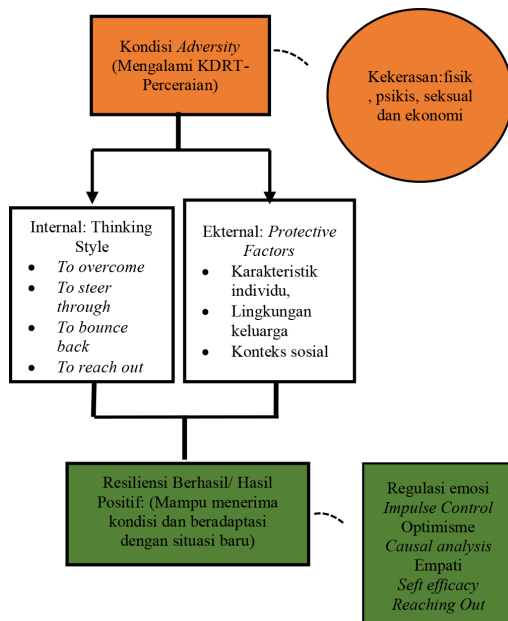 Kondisi Adversity
(Mengalami KDRT-
Perceraian)
Kekerasan:fisik
, psikis, seksual
dan ekonomi
Internal: Thinking
Style
• To overcome
• To steer
through
• To bounce
back
• To reach out
Ekternal: Protective
Factors
• Karakteristik
individu,
• Lingkungan
keluarga
• Konteks sosial
Resiliensi Berhasil/ Hasil
Positif: (Mampu menerima
kondisi dan beradaptasi
dengan situasi baru)
Regulasi emosi
Impulse Control
Optimisme
Causal analysis
Empati
Seft efficacy
Reaching Out